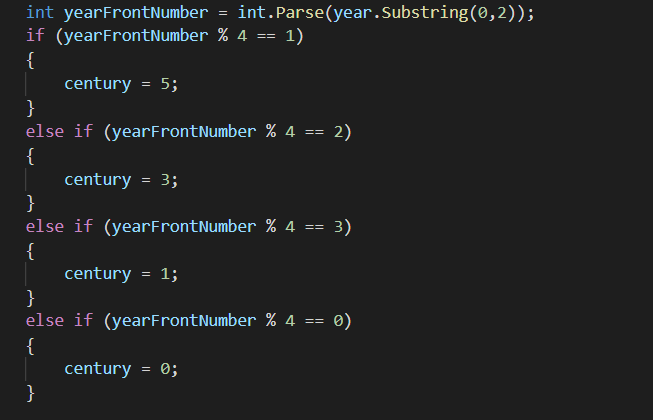 int yearFrontNumber = int.Parse(year.Substring(0,2));
if (yearFrontNumber % 4 == 1)
{
    century = 5;
}
else if (yearFrontNumber % 4 == 2)
{
    century = 3;
}
else if (yearFrontNumber % 4 == 3)
{
    century = 1;
}
else if (yearFrontNumber % 4 == 0)
{
    century = 0;
}